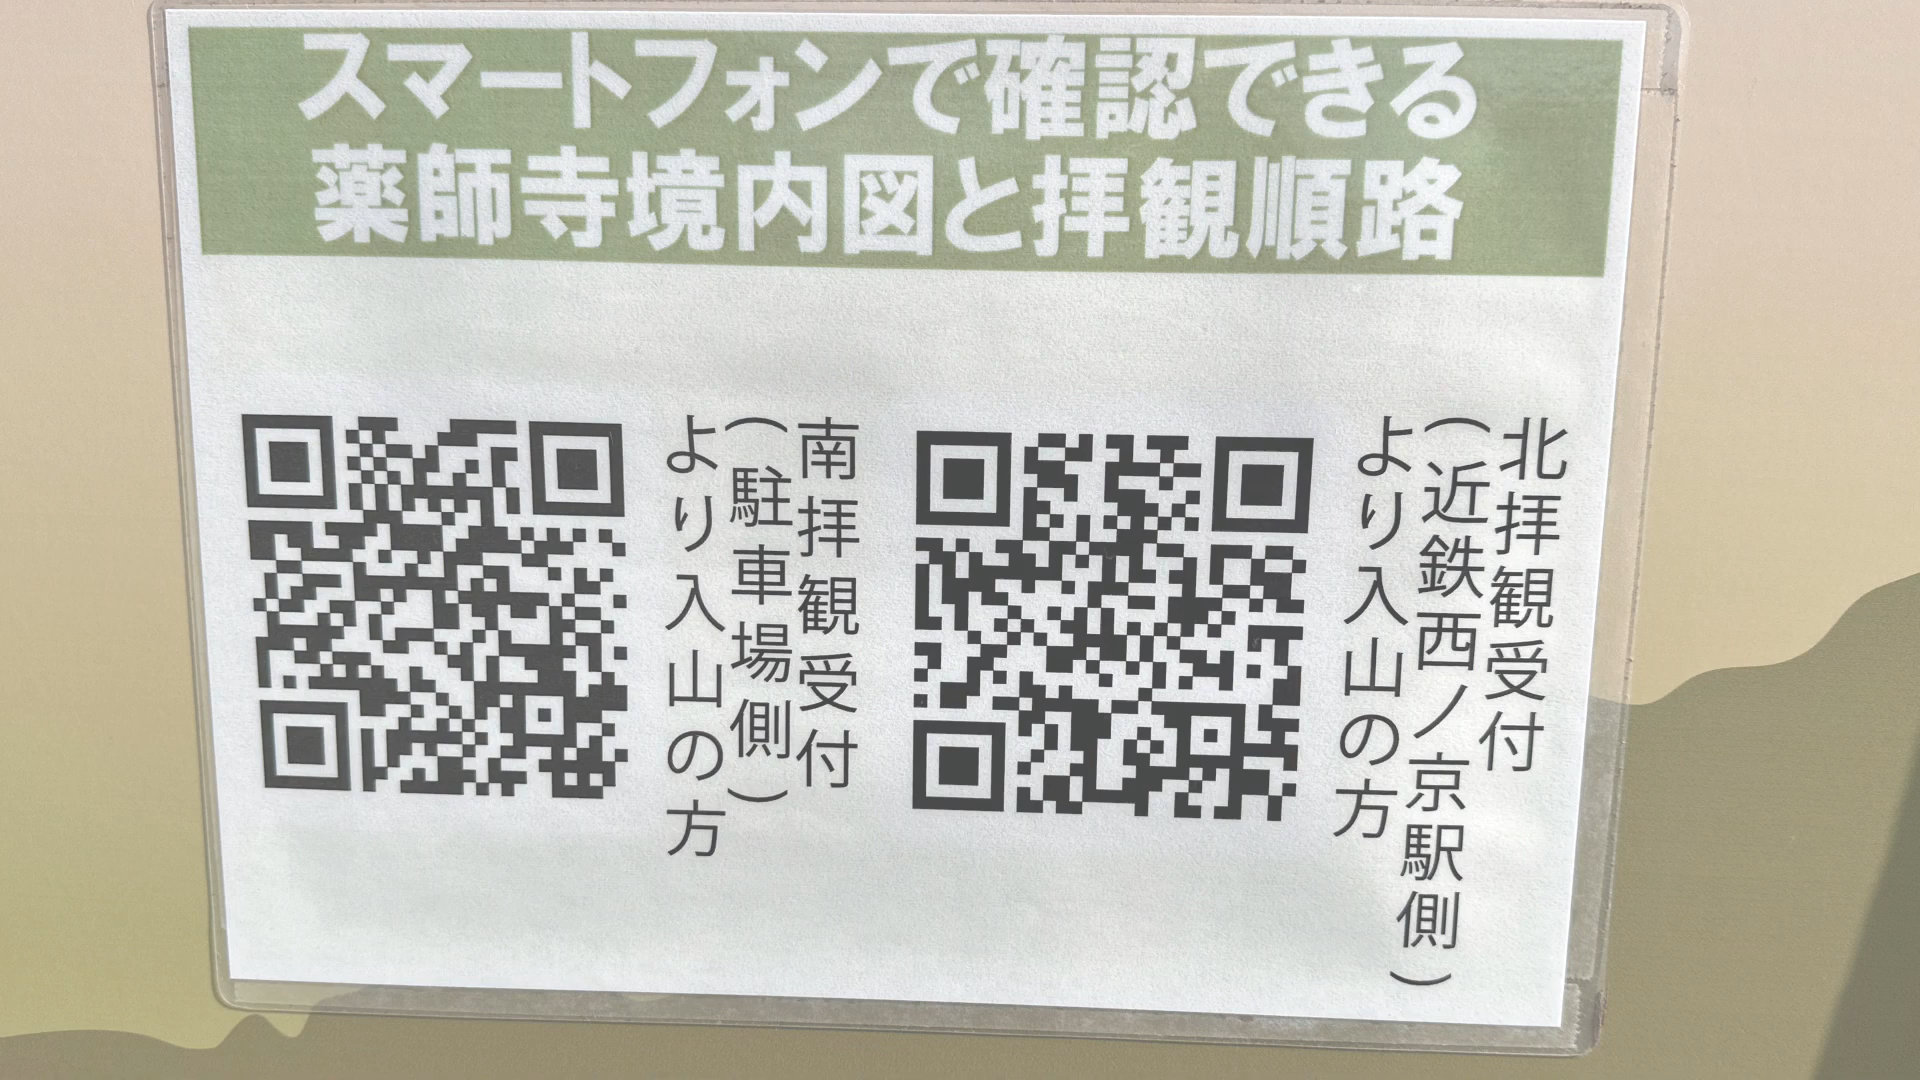 スマートフォンで確認できる
薬師寺境内図と拝観順路
北拝観受付
（近鉄西ノ京駅側）
より入山の方
南拝観受付
（駐車場側）
より入山の方